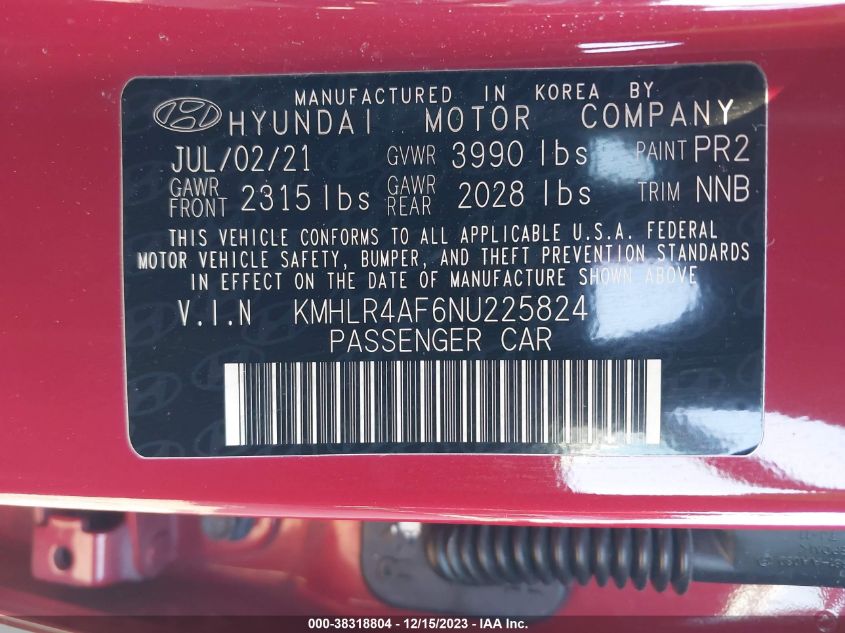 MANUFACTURED IN KOREA BY
HYUNDAI MOTOR COMPANY
JUL/02/21 GVWR 3990 lbs PAINT PR2
GAWR FRONT 2315 lbs GAWR REAR 2028 lbs TRIM NNB
THIS VEHICLE CONFORMS TO ALL APPLICABLE U.S.A. FEDERAL
MOTOR VEHICLE SAFETY, BUMPER, AND THEFT PREVENTION STANDARDS
IN EFFECT ON THE DATE OF MANUFACTURE SHOWN ABOVE
V.I.N KMHLR4AF6NU225824
PASSENGER CAR
000-38318804 - 12/15/2023 - IAA Inc.